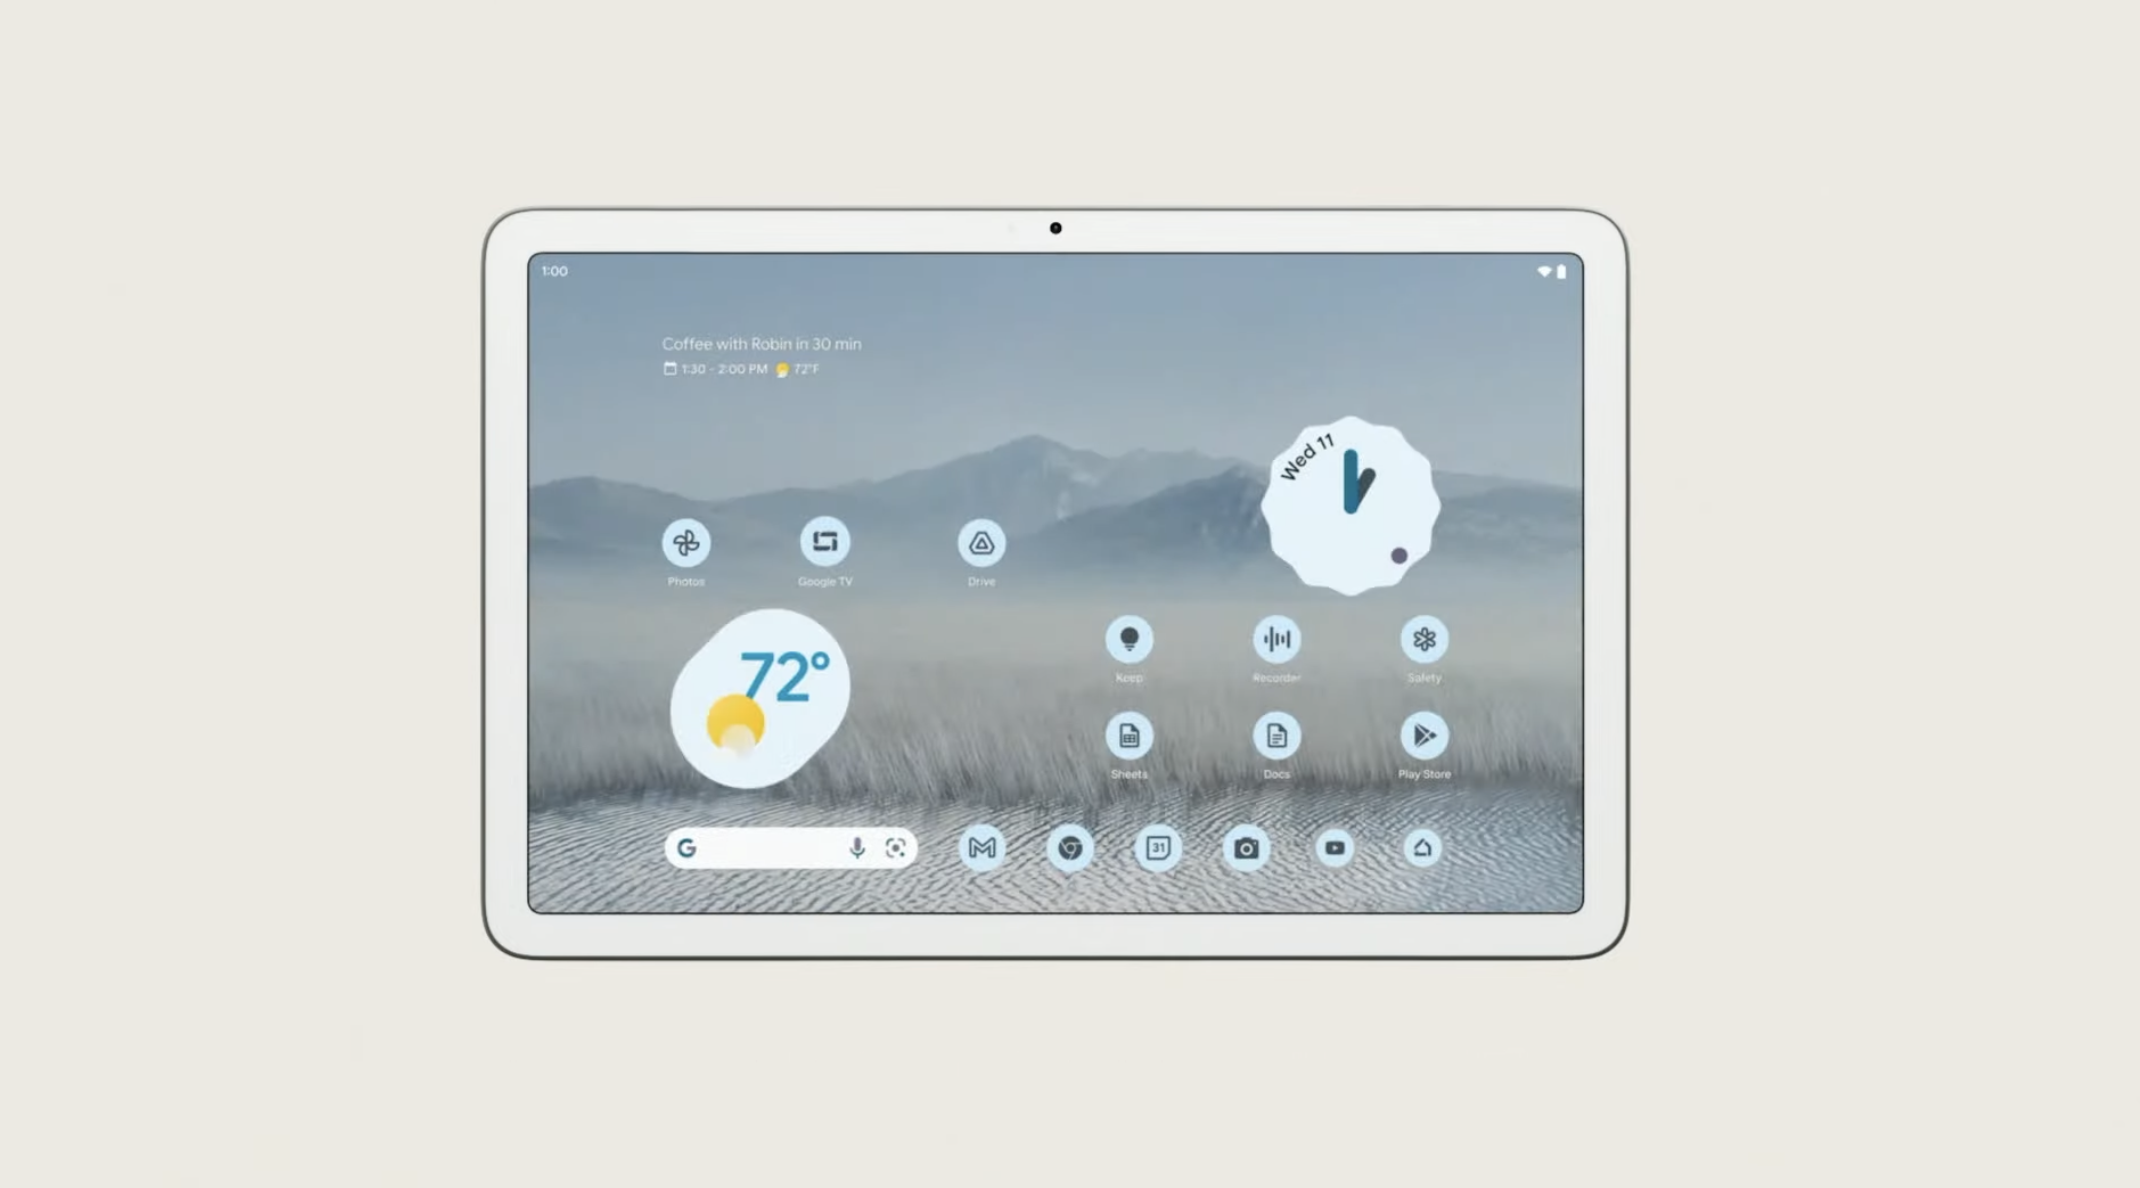 1:00
Coffee with Robin in 30 min
1:30 - 2:00 PM 72°F
Wed 11
Photos
Google TV
Drive
72°
Keep
Recorder
Safety
Sheets
Docs
Play Store
G
31